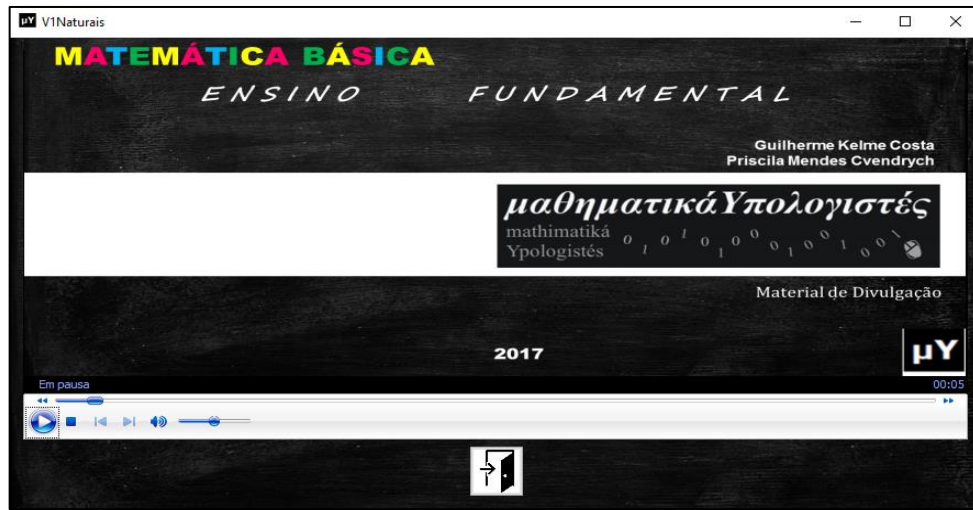 µY V1Naturais
MATEMÁTICA BÁSICA
ENSINO FUNDAMENTAL
Guilherme Kelme Costa
Priscila Mendes Cvendrych
μαθηματικάΥπολογιστές
mathimatiká
Ypologistés
0 1 0 1 0 1 0 0 0 1 0 0 1 0 0 1
Material de Divulgação
2017
µY
Em pausa
00:05